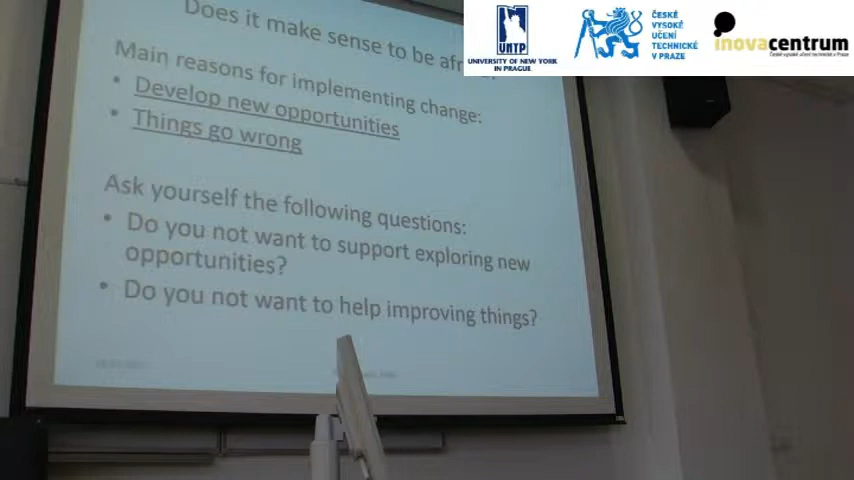 Does it make sense to be
Main reasons for implementing change:
• Develop new opportunities
• Things go wrong
Ask yourself the following questions:
• Do you not want to support exploring new
opportunities?
• Do you not want to help improving things?
UNYP
UNIVERSITY OF NEW YORK
IN PRAGUE
ČESKÉ
VYSOKÉ
UČENÍ
TECHNICKÉ
V PRAZE
inovacentrum